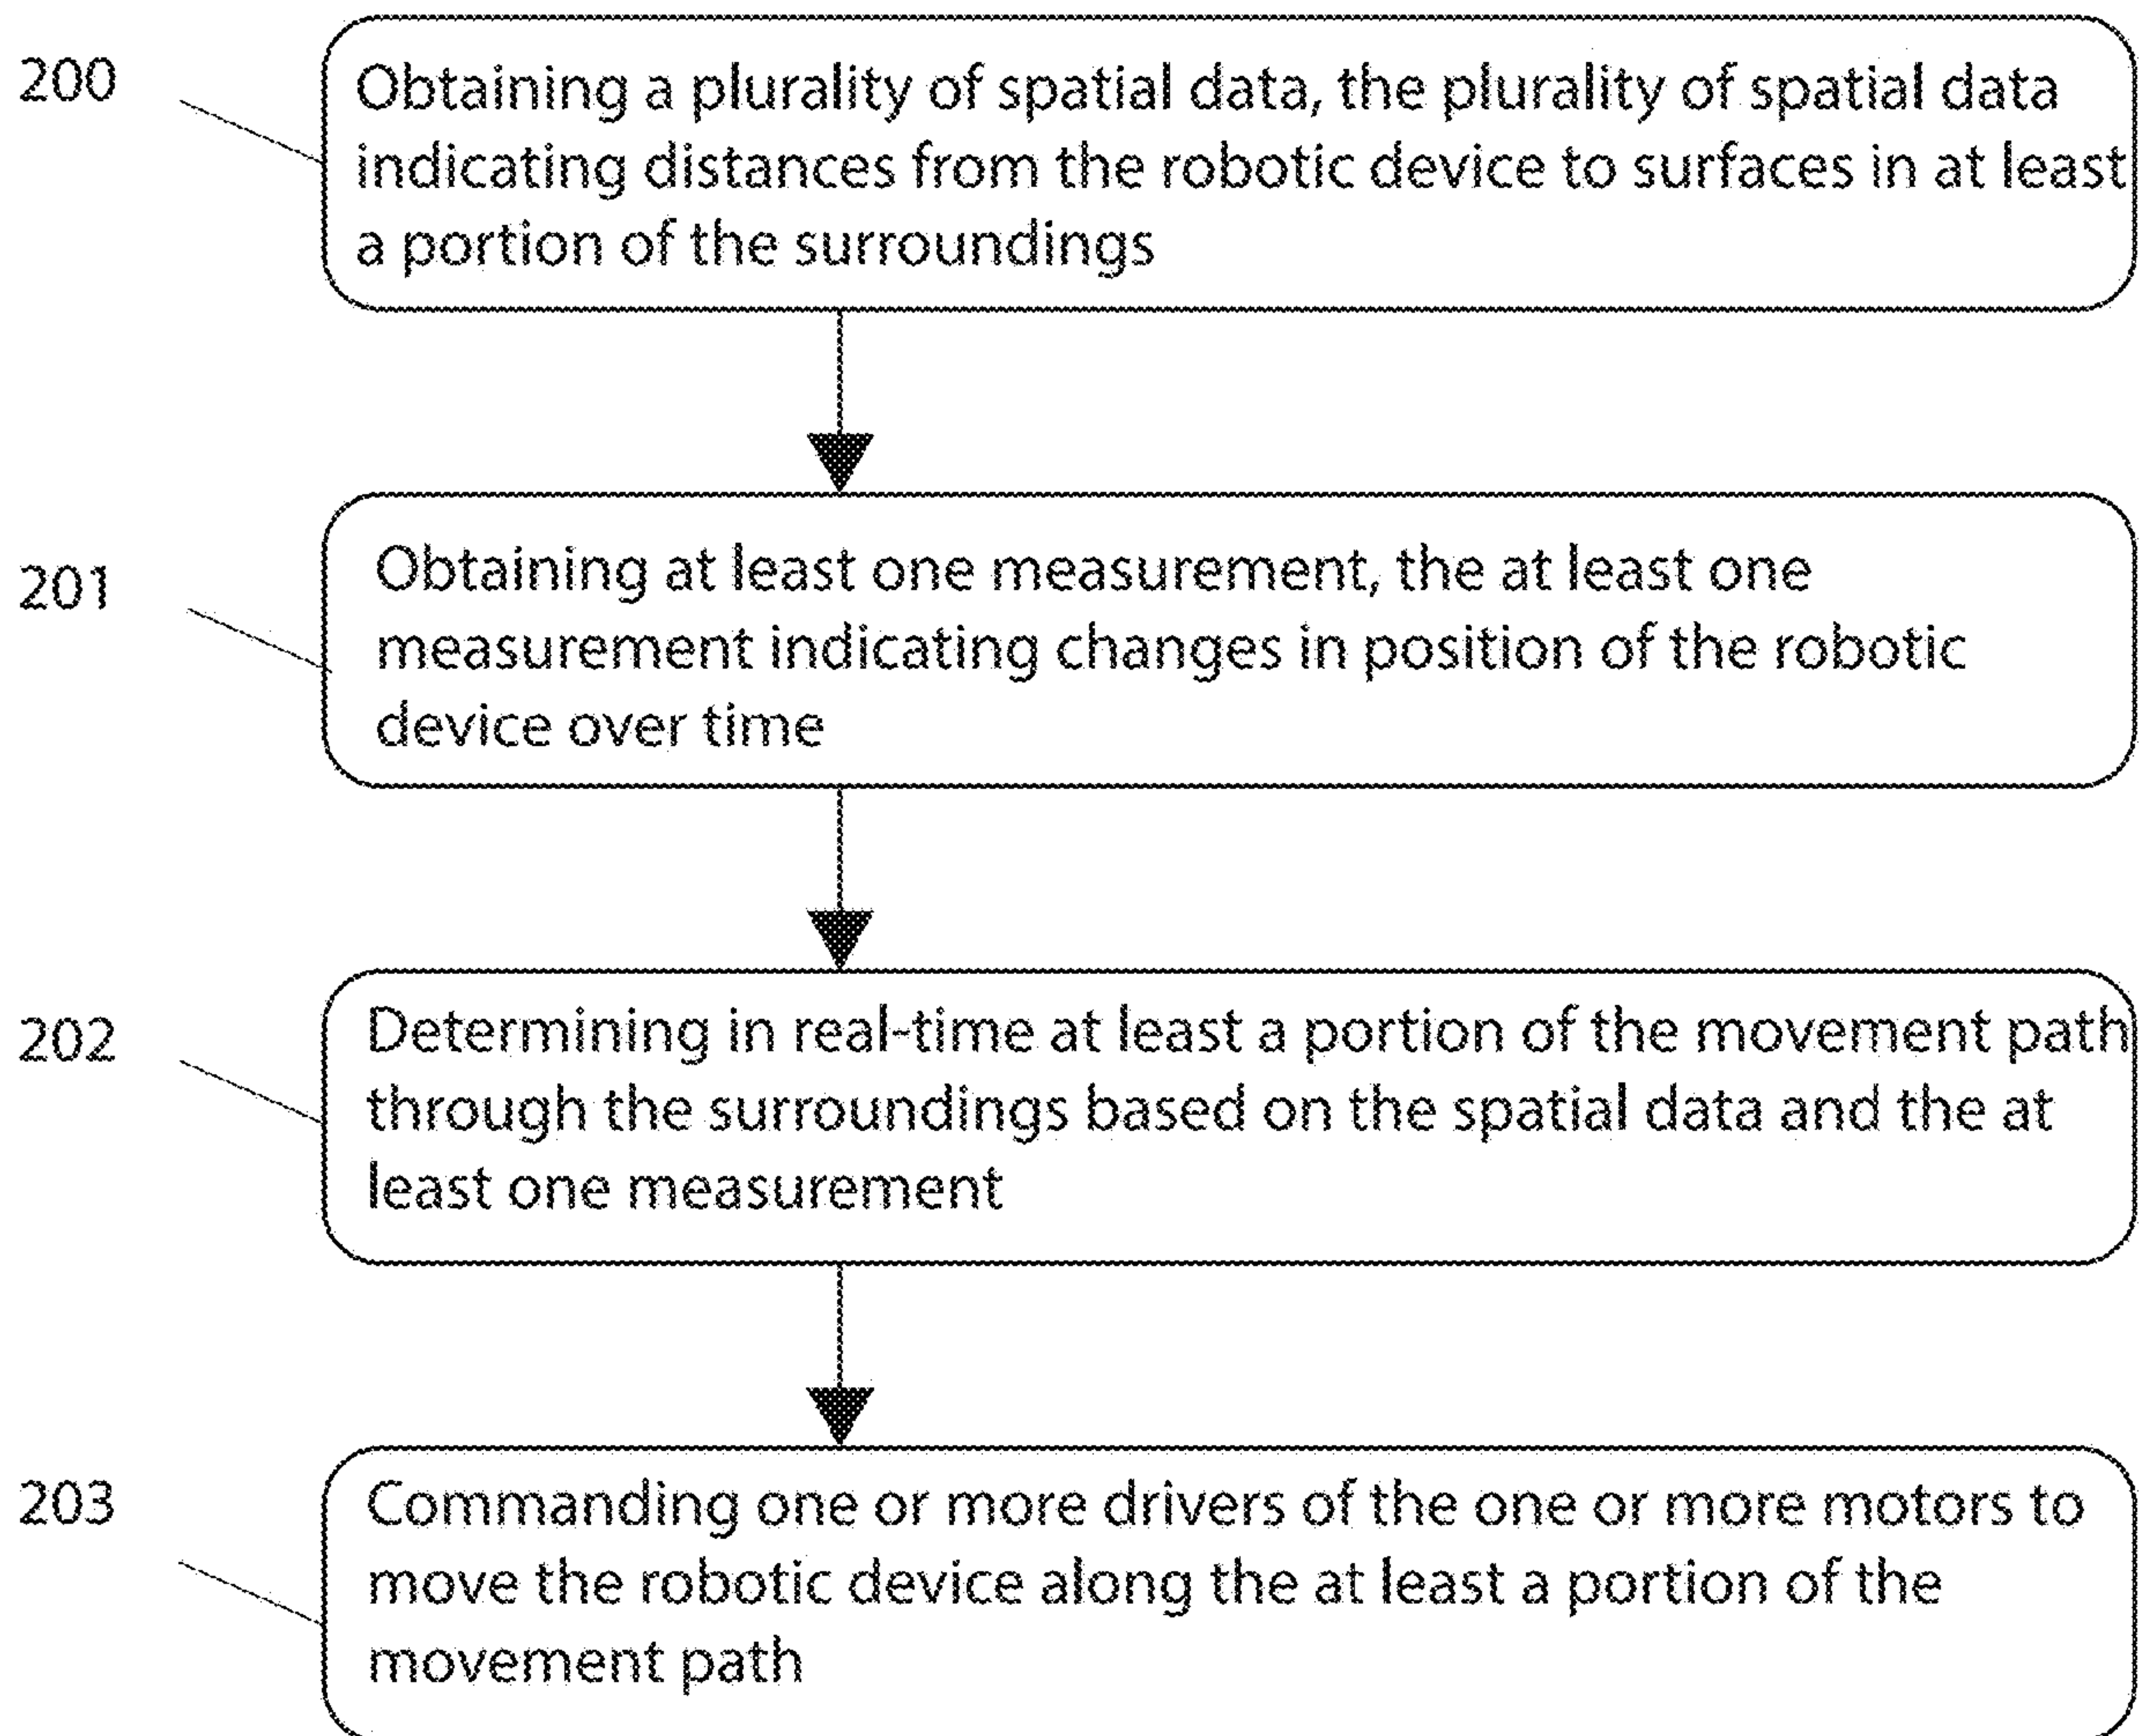 200
Obtaining a plurality of spatial data, the plurality of spatial data
indicating distances from the robotic device to surfaces in at least
a portion of the surroundings
201
Obtaining at least one measurement, the at least one
measurement indicating changes in position of the robotic
device over time
202
Determining in real-time at least a portion of the movement path
through the surroundings based on the spatial data and the at
least one measurement
203
Commanding one or more drivers of the one or more motors to
move the robotic device along the at least a portion of the
movement path